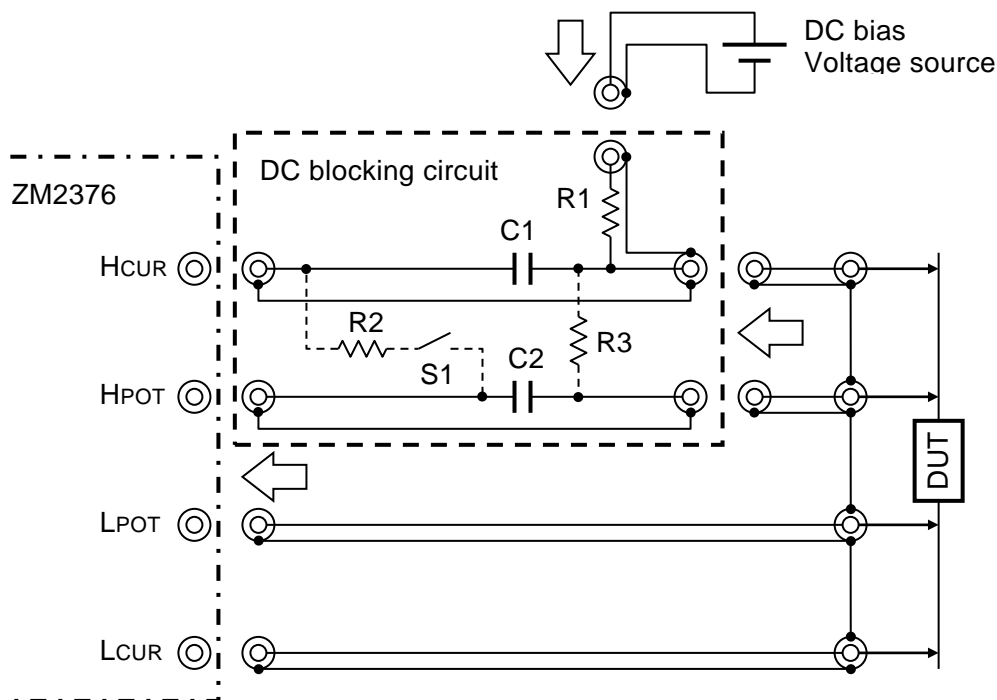 DC bias
Voltage source
DC blocking circuit
ZM2376
R1
C1
HCUR
R2
R3
C2
S1
HPOT
DUT
LPOT
LCUR